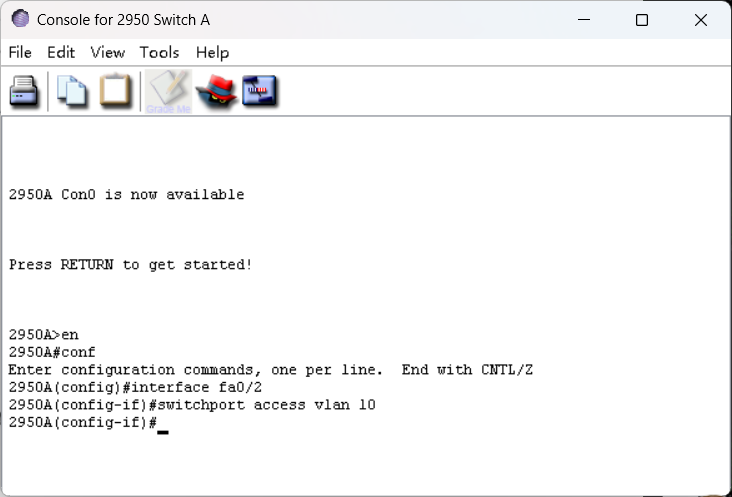 Console for 2950 Switch A
File Edit View Tools Help
Grade Me
2950A Con0 is now available
Press RETURN to get started!
2950A>en
2950A#conf
Enter configuration commands, one per line.  End with CNTL/Z
2950A(config)#interface fa0/2
2950A(config-if)#switchport access vlan 10
2950A(config-if)#